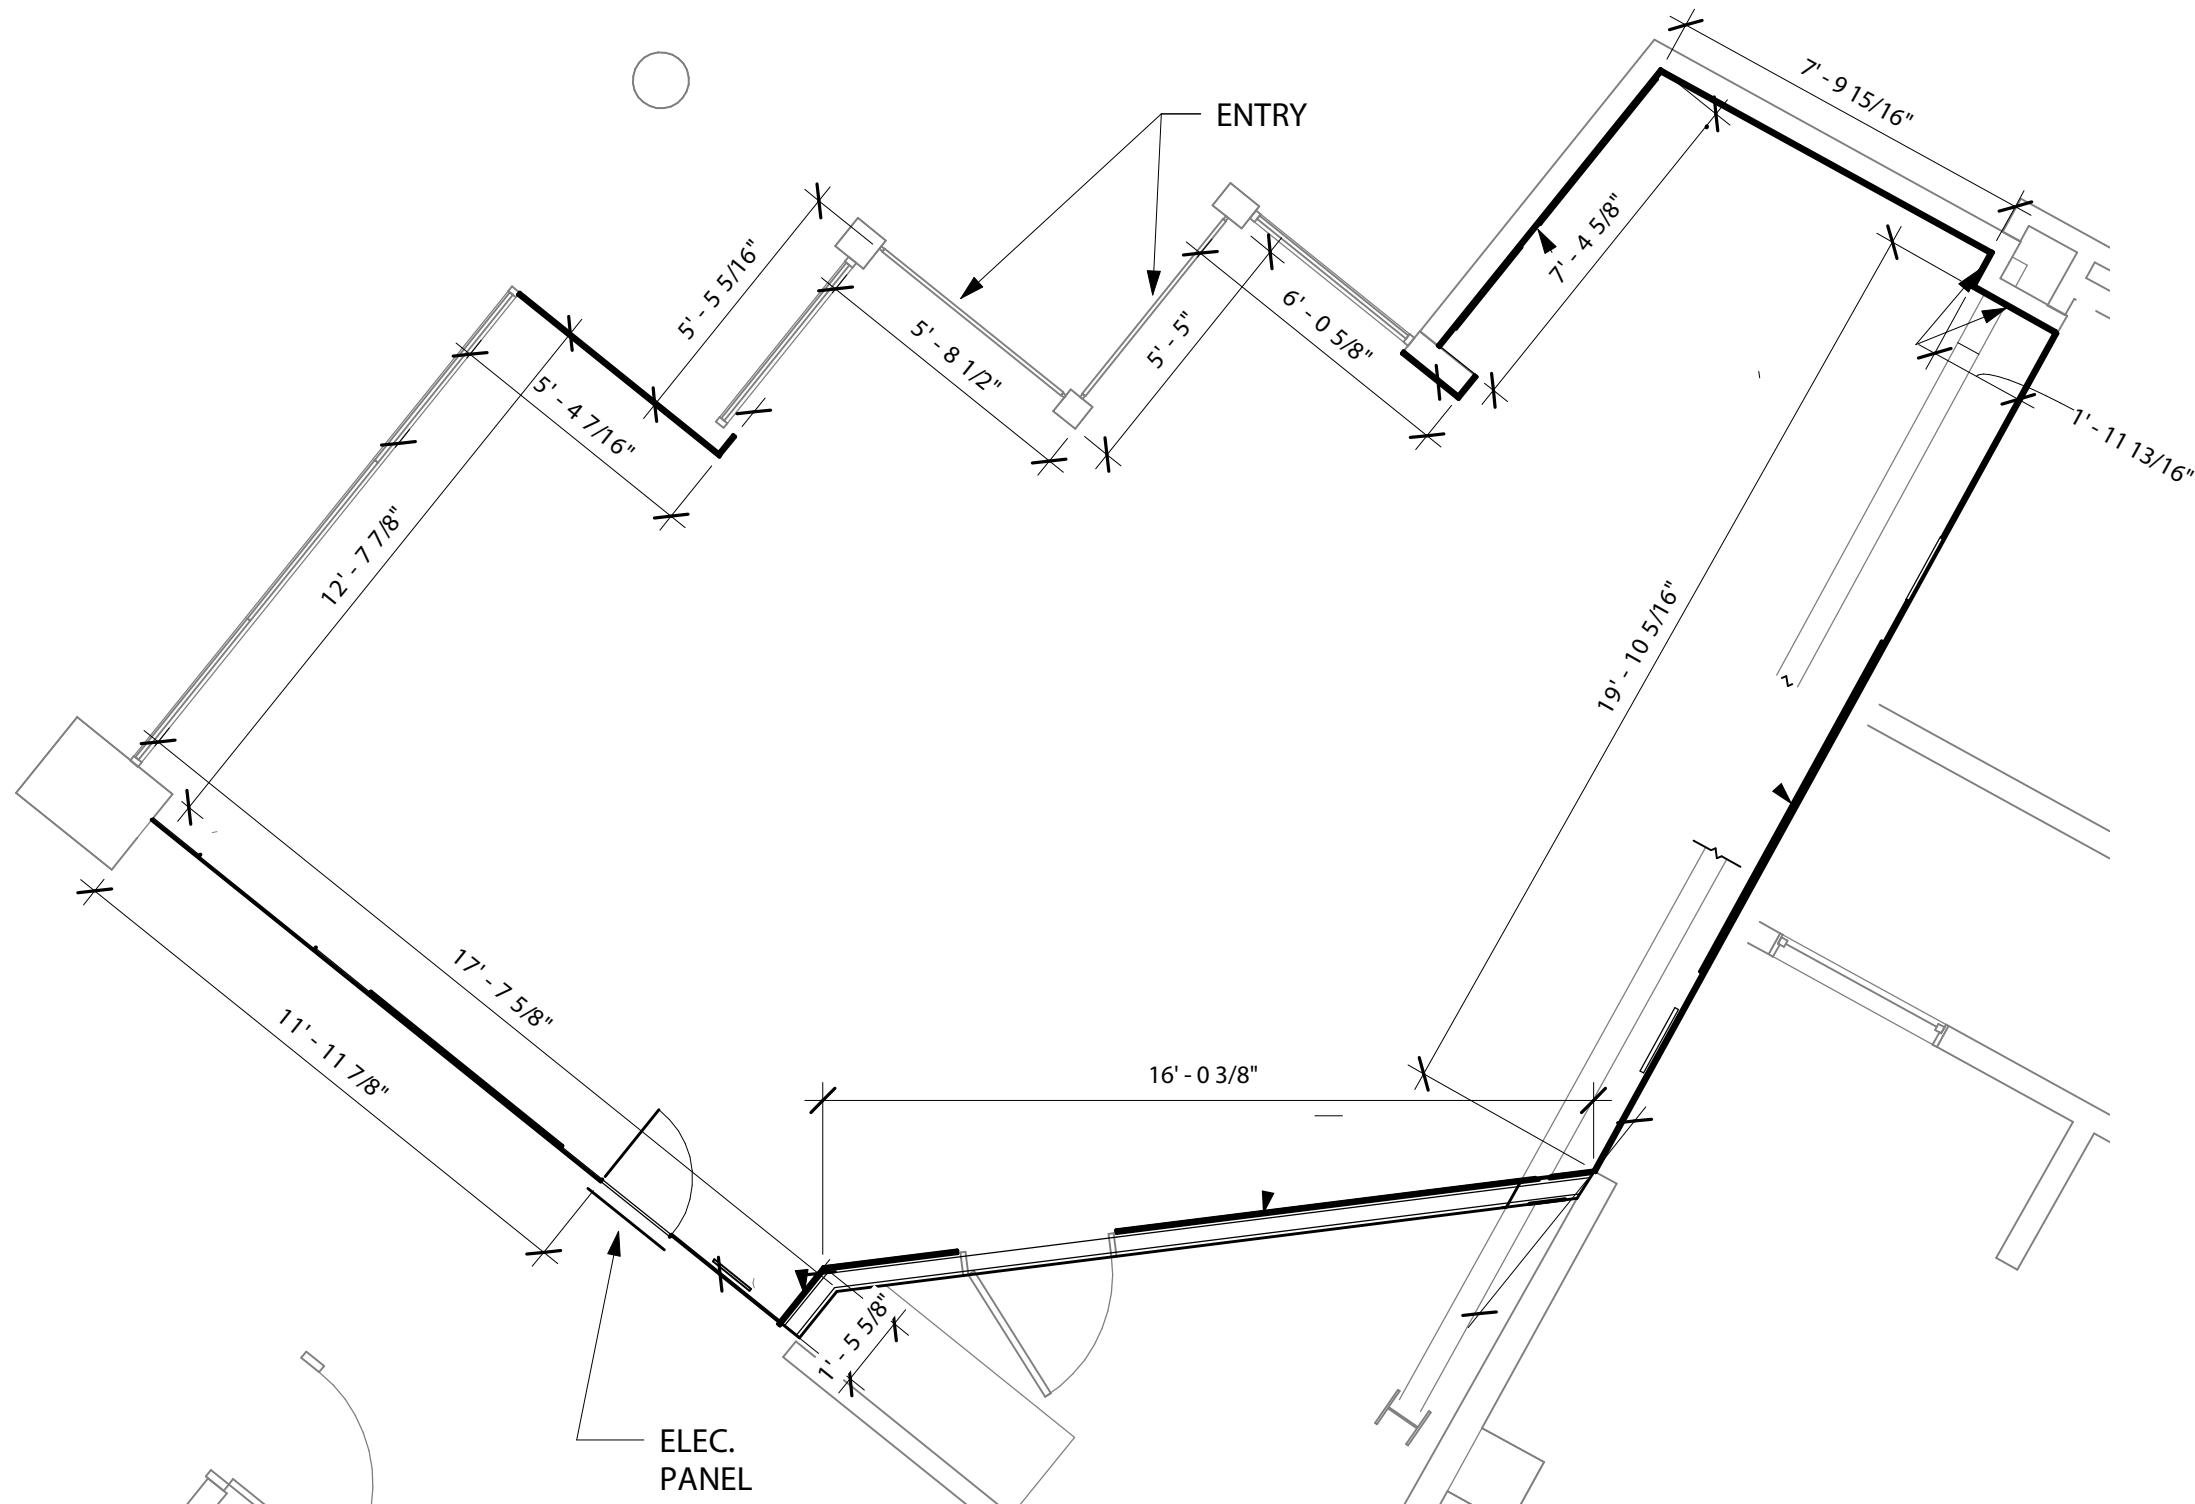 7' - 9 15/16"
ENTRY
7' - 4 5/8"
5' - 5 5/16"
5' - 8 1/2"
5' - 5"
6' - 0 5/8"
5' - 4 7/16"
1' - 11 13/16"
12' - 7 7/8"
19' - 10 5/16"
17' - 7 5/8"
11' - 11 7/8"
16' - 0 3/8"
1' - 5 5/8"
ELEC.
PANEL